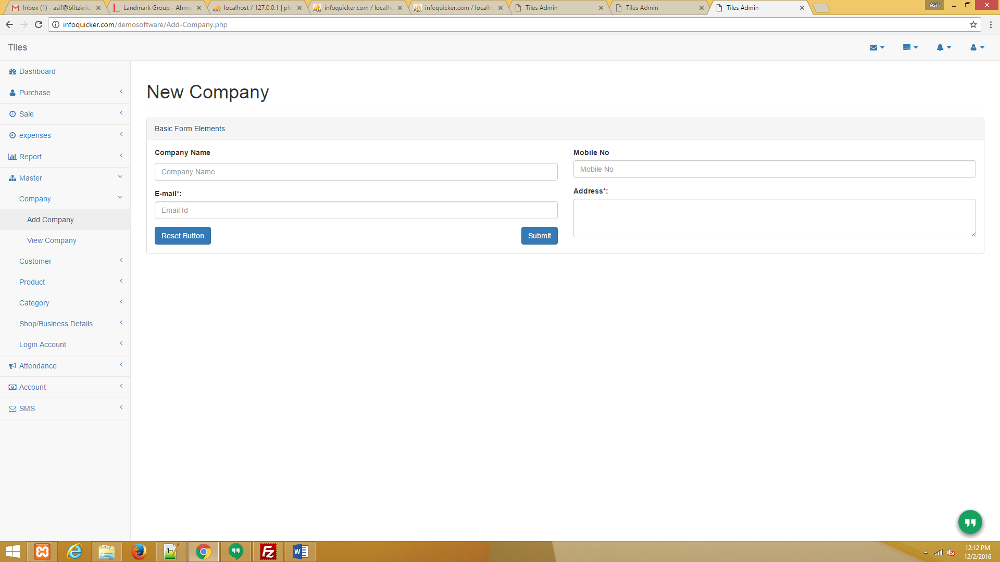 Inbox (1) - asif@blitzkrie
Landmark Group - Ahme
localhost / 127.0.0.1 | ph
infoquicker.com / localho
infoquicker.com / localho
Tiles Admin
Tiles Admin
Tiles Admin
Asif
infoquicker.com/demosoftware/Add-Company.php
Tiles
Dashboard
Purchase
Sale
expenses
Report
Master
Company
Add Company
View Company
Customer
Product
Category
Shop/Business Details
Login Account
Attendance
Account
SMS
New Company
Basic Form Elements
Company Name
Company Name
E-mail*:
Email Id
Reset Button
Submit
Mobile No
Mobile No
Address*:
12:12 PM
12/2/2016